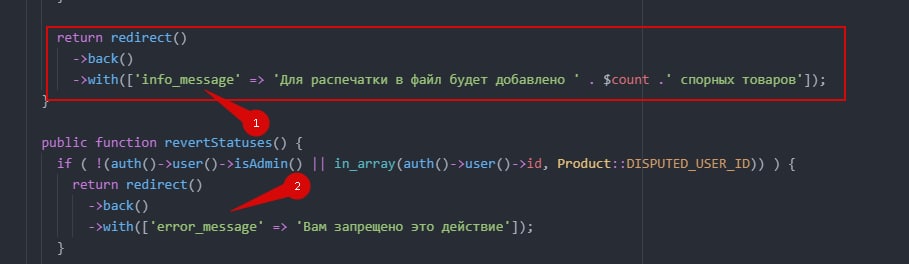 }
return redirect()
->back()
->with(['info_message' => 'Для распечатки в файл будет добавлено ' . $count .' спорных товаров']);
}
1
public function revertStatuses() {
if ( !(auth()->user()->isAdmin() || in_array(auth()->user()->id, Product::DISPUTED_USER_ID)) ) {
return redirect()
2
->back()
->with(['error_message' => 'Вам запрещено это действие']);
}